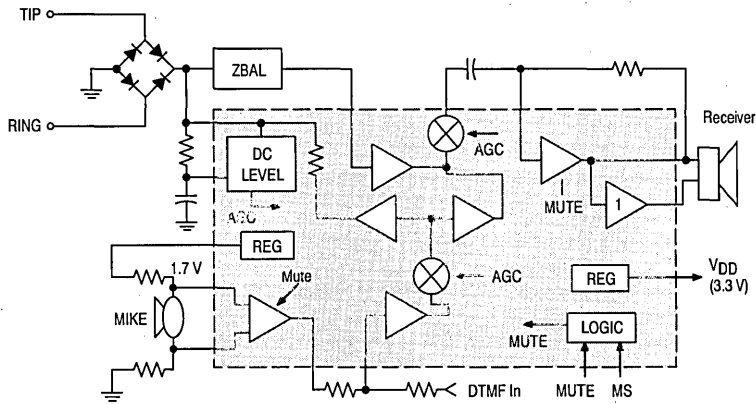 TIP
ZBAL
RING
Receiver
DC
LEVEL
AGC
AGC
MUTE
1
REG
1.7 V
Mute
AGC
REG
VDD
(3.3 V)
MIKE
LOGIC
MUTE
DTMF In
MUTE
MS